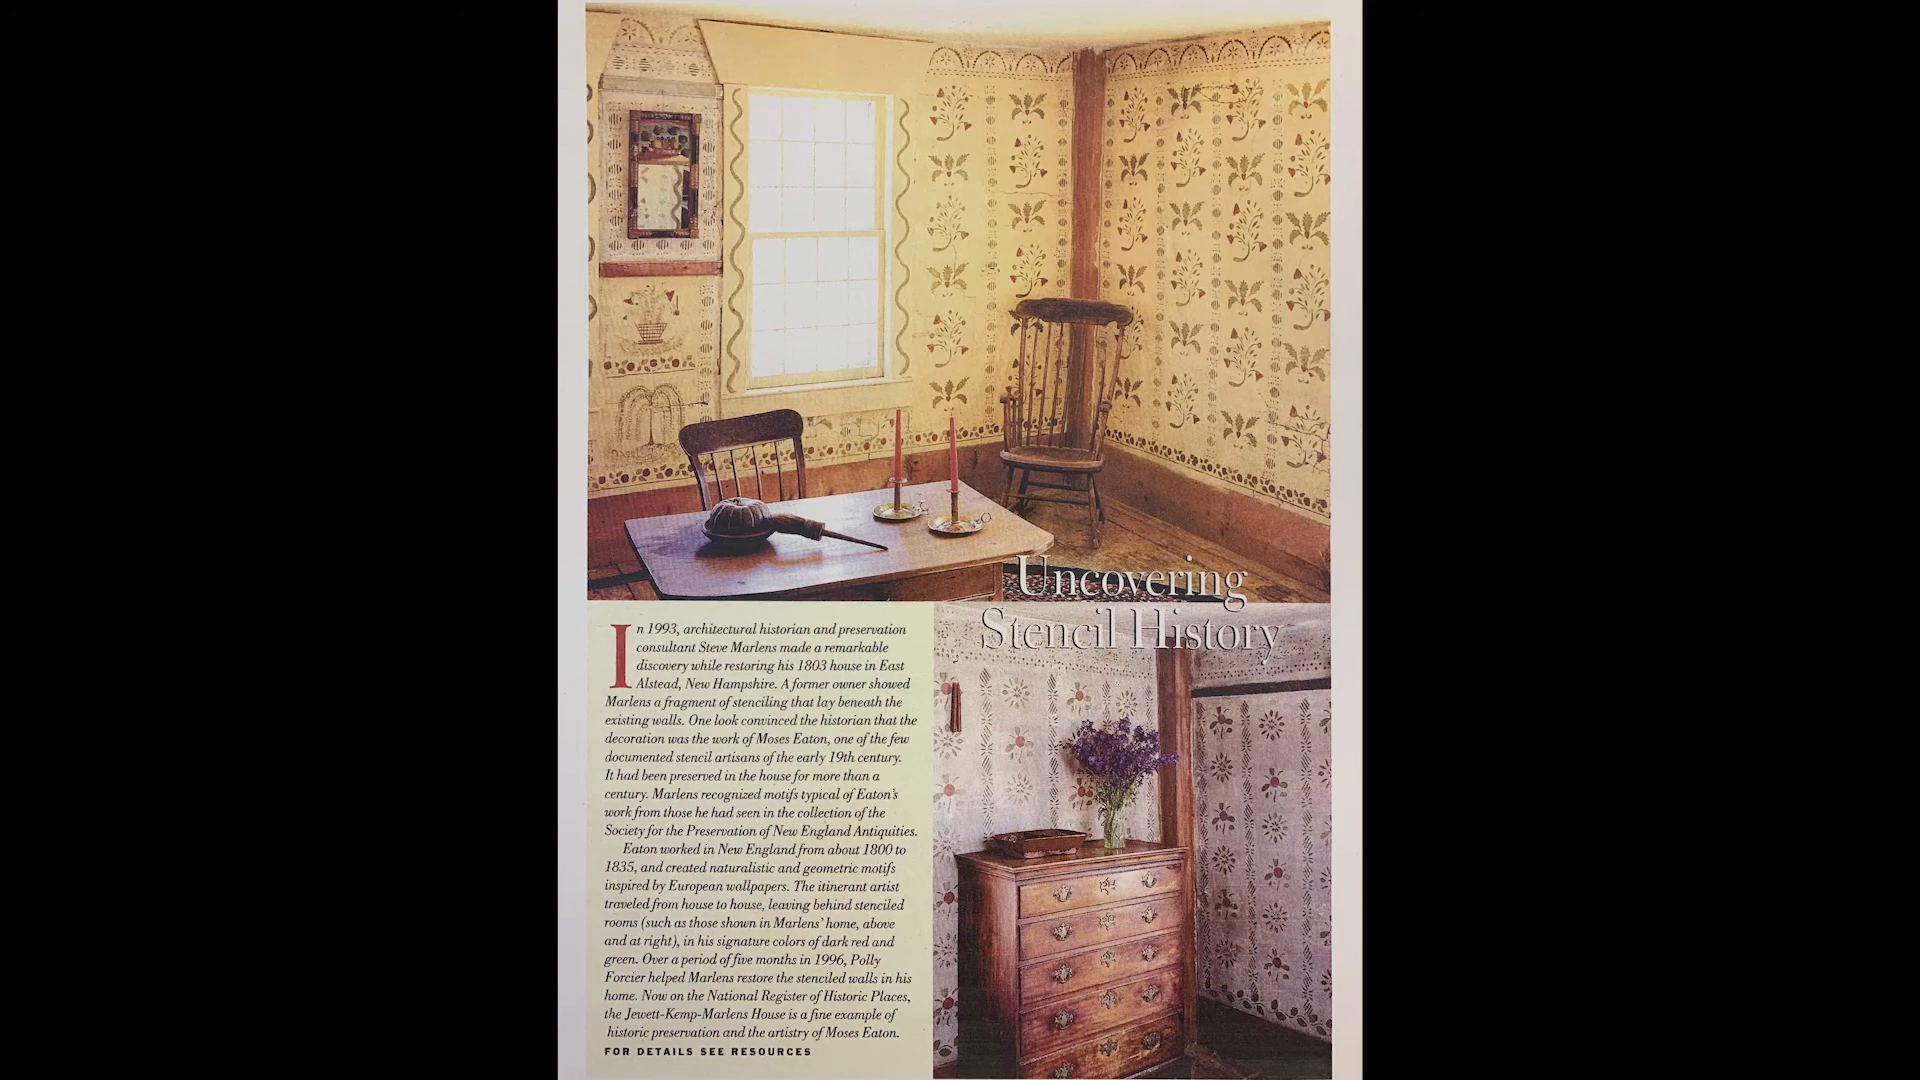 Uncovering
Stencil History
In 1993, architectural historian and preservation
consultant Steve Marlens made a remarkable
discovery while restoring his 1803 house in East
Alstead, New Hampshire. A former owner showed
Marlens a fragment of stenciling that lay beneath the
existing walls. One look convinced the historian that the
decoration was the work of Moses Eaton, one of the few
documented stencil artisans of the early 19th century.
It had been preserved in the house for more than a
century. Marlens recognized motifs typical of Eaton's
work from those he had seen in the collection of the
Society for the Preservation of New England Antiquities.
Eaton worked in New England from about 1800 to
1835, and created naturalistic and geometric motifs
inspired by European wallpapers. The itinerant artist
traveled from house to house, leaving behind stenciled
rooms (such as those shown in Marlens' home, above
and at right), in his signature colors of dark red and
green. Over a period of five months in 1996, Polly
Forcier helped Marlens restore the stenciled walls in his
home. Now on the National Register of Historic Places,
the Jewett-Kemp-Marlens House is a fine example of
historic preservation and the artistry of Moses Eaton.
FOR DETAILS SEE RESOURCES